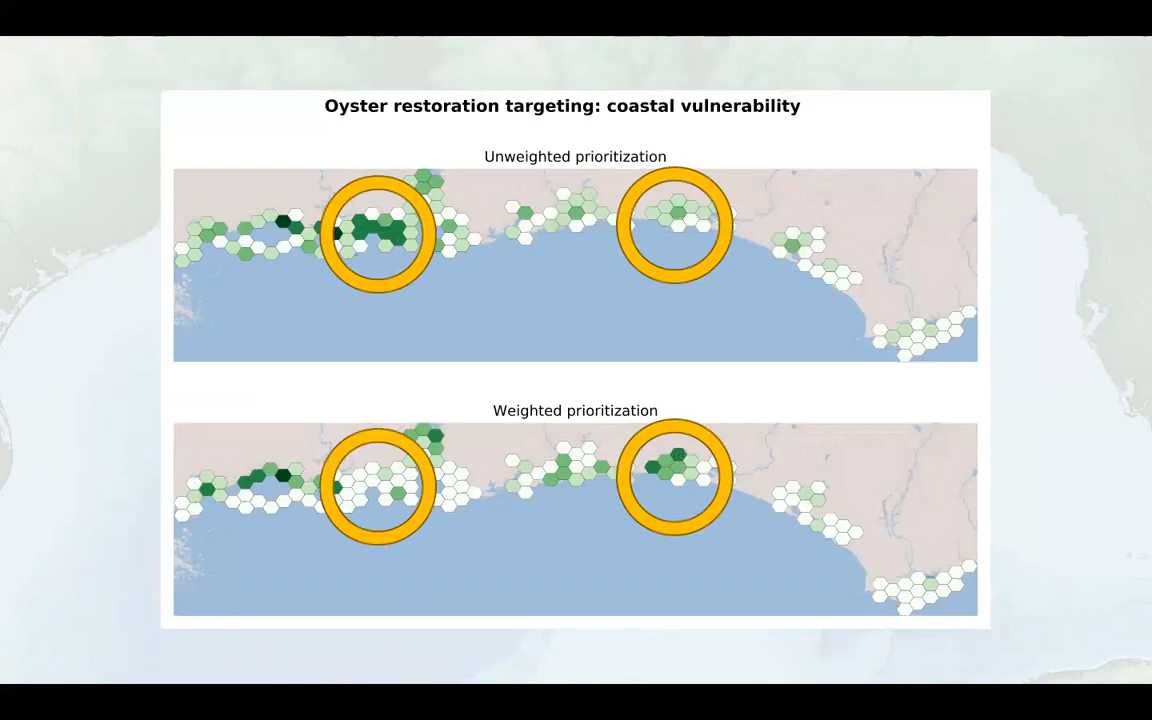 Oyster restoration targeting: coastal vulnerability
Unweighted prioritization
Weighted prioritization